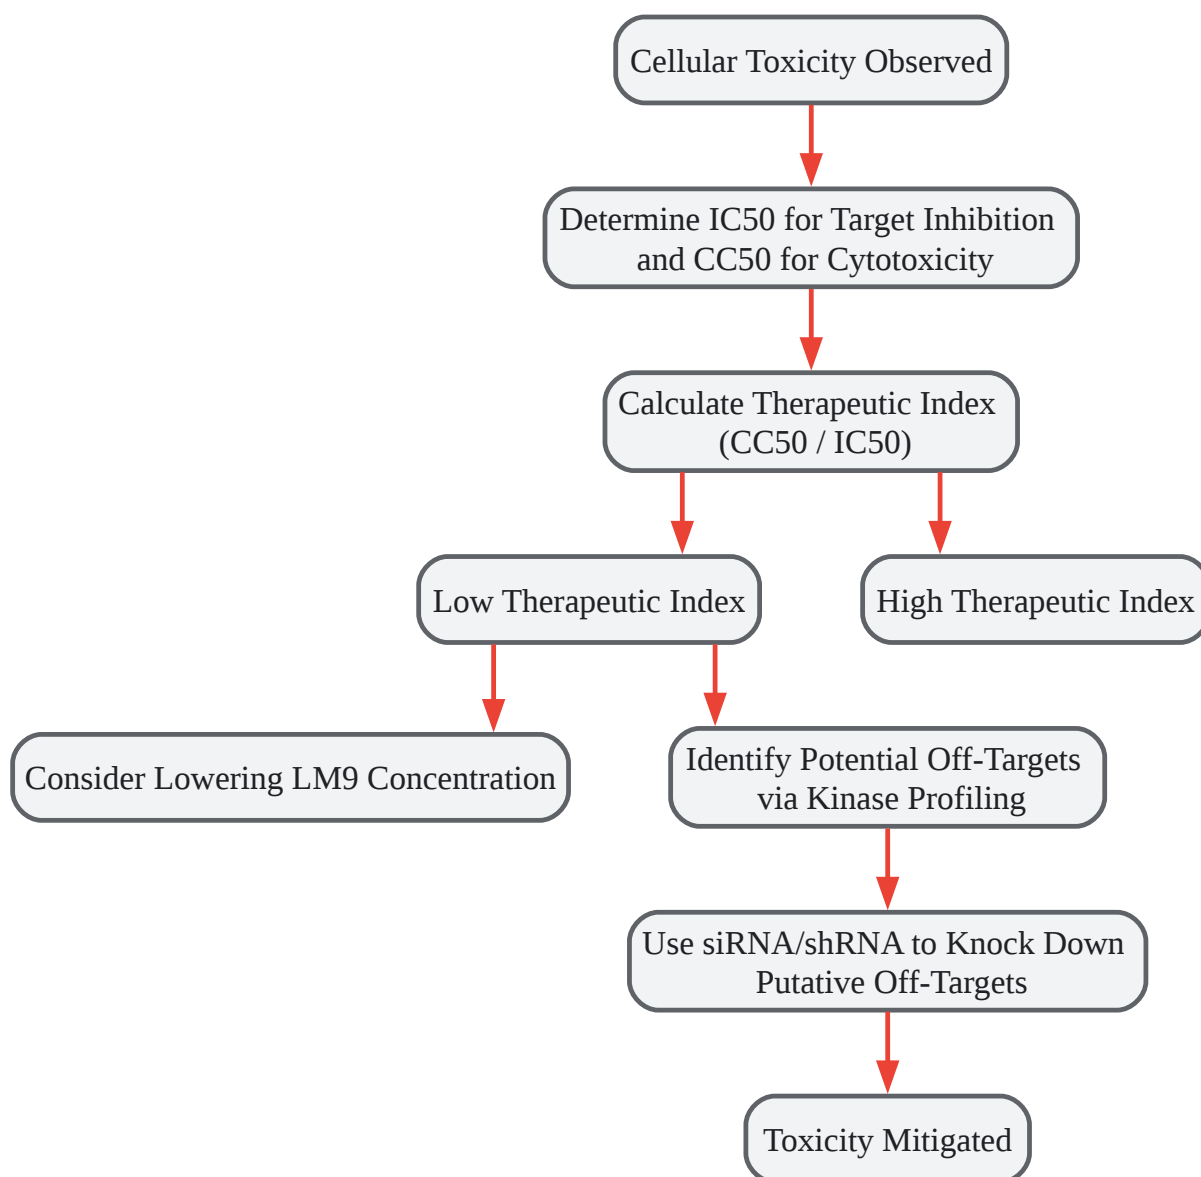 Cellular Toxicity Observed
Determine IC50 for Target Inhibition
and CC50 for Cytotoxicity
Calculate Therapeutic Index
(CC50 / IC50)
Low Therapeutic Index
High Therapeutic Index
Consider Lowering LM9 Concentration
Identify Potential Off-Targets
via Kinase Profiling
Use siRNA/shRNA to Knock Down
Putative Off-Targets
Toxicity Mitigated